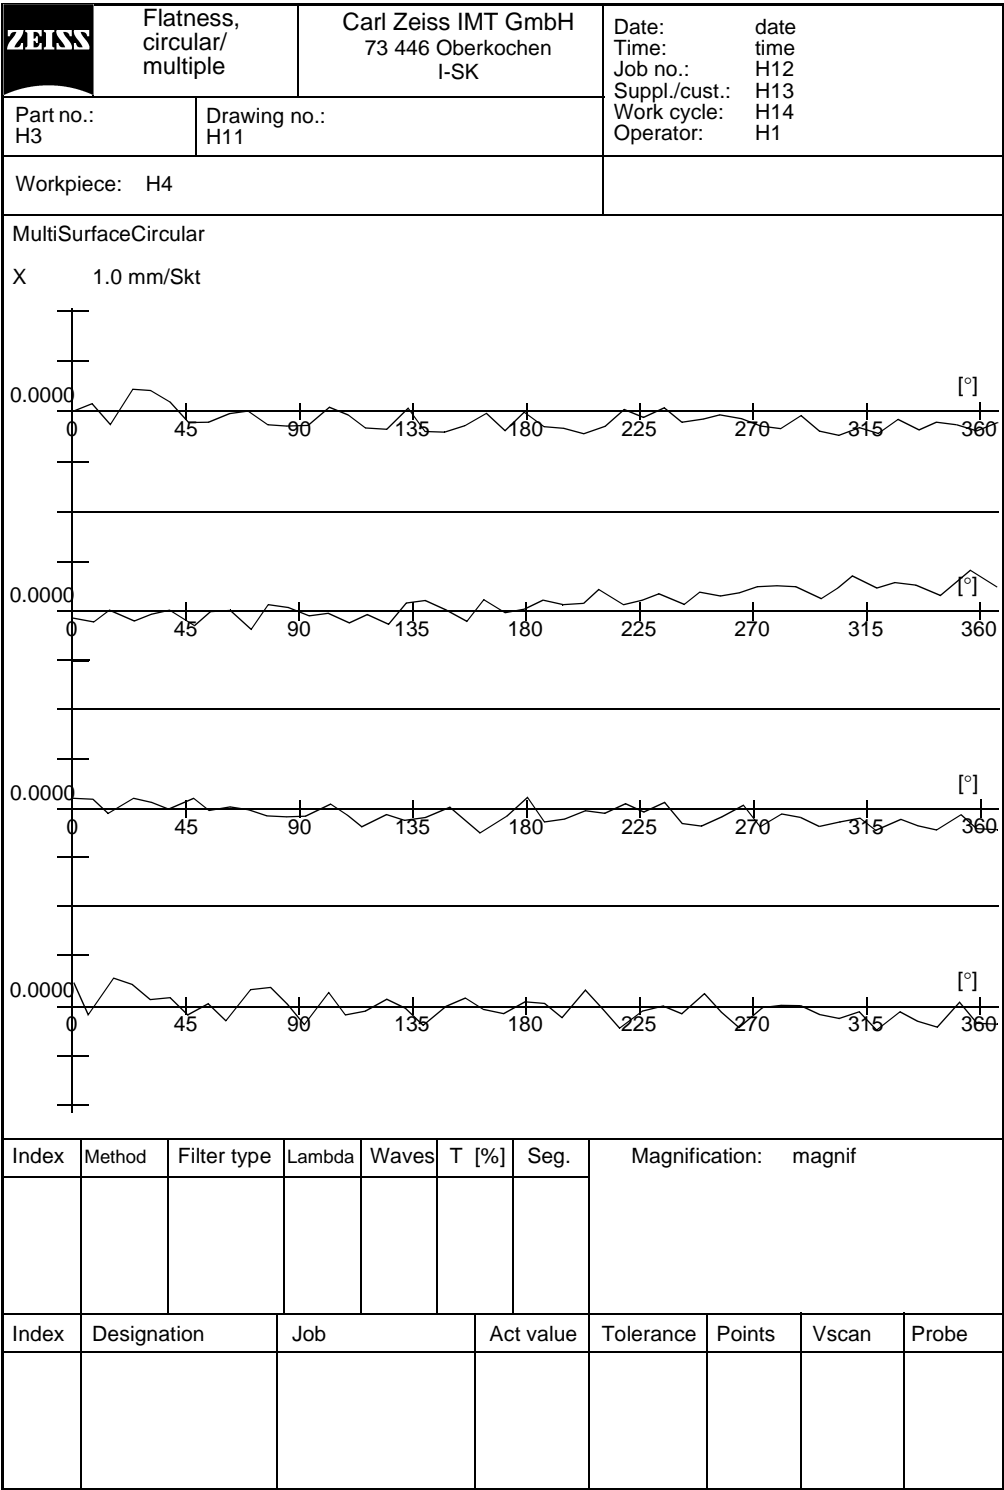 ZEISS
Flatness,
circular/
multiple
Carl Zeiss IMT GmbH
73 446 Oberkochen
I-SK
Date: date
Time: time
Job no.: H12
Suppl./cust.: H13
Work cycle: H14
Operator: H1
Part no.:
H3
Drawing no.:
H11
Workpiece: H4
MultiSurfaceCircular
X 1.0 mm/Skt
[°]
0.0000
0 45 90 135 180 225 270 315 360
[°]
0.0000
0 45 90 135 180 225 270 315 360
[°]
0.0000
0 45 90 135 180 225 270 315 360
[°]
0.0000
0 45 90 135 180 225 270 315 360
Index Method Filter type Lambda Waves T [%] Seg. Magnification: magnif
Index Designation Job Act value Tolerance Points Vscan Probe